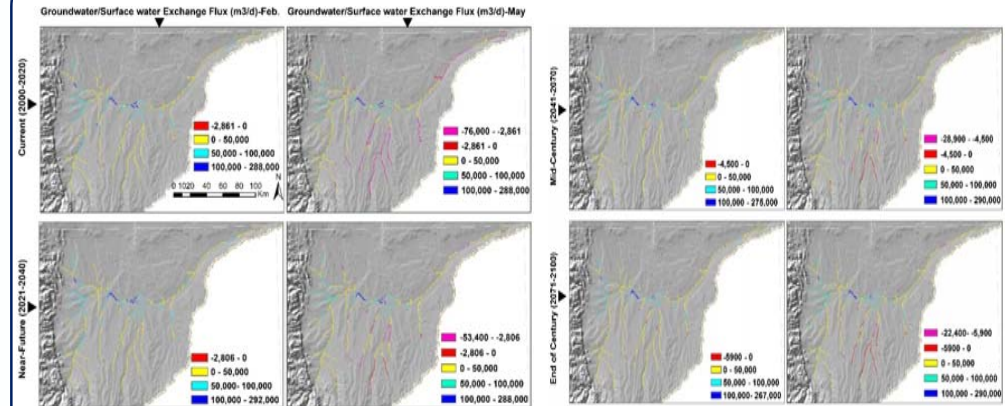 Groundwater/Surface water Exchange Flux (m3/d)-Feb.
Groundwater/Surface water Exchange Flux (m3/d)-May
Current (2000-2020)
-2,861 - 0
0 - 50,000
50,000 - 100,000
100,000 - 288,000
N
0 1020 40 60 80 100
Km
-76,000 - -2,861
-2,861 - 0
0 - 50,000
50,000 - 100,000
100,000 - 288,000
Mid-Century (2041-2070)
-4,500 - 0
0 - 50,000
50,000 - 100,000
100,000 - 275,000
-28,900 - -4,500
-4,500 - 0
0 - 50,000
50,000 - 100,000
100,000 - 290,000
Near-Future (2021-2040)
-2,806 - 0
0 - 50,000
50,000- 100,000
100,000 - 292,000
-53,400 - -2,806
-2,806 - 0
0 - 50,000
50,000 - 100,000
100,000 - 288,000
End of Century (2071-2100)
-5900 - 0
0 - 50,000
50,000 - 100,000
100,000- 267,000
-22,400- -5,900
-5900 - 0
0 - 50,000
50,000 - 100,000
100,000 - 290,000